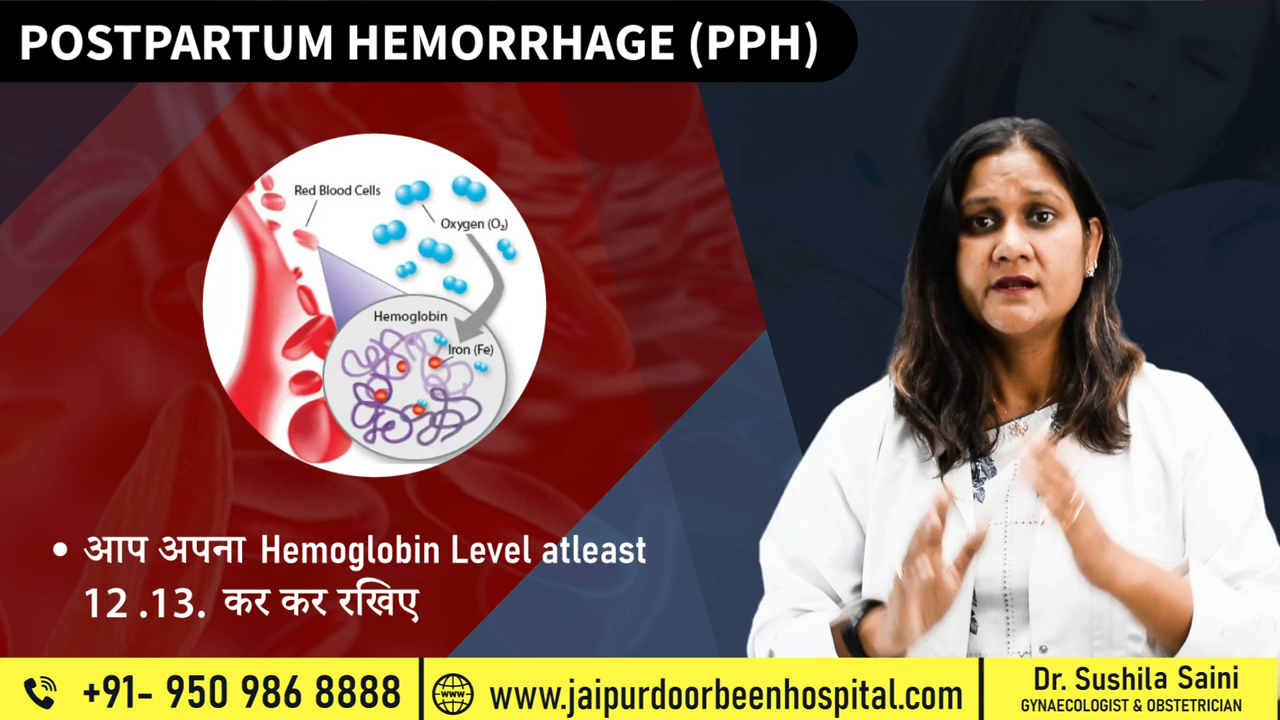 POSTPARTUM HEMORRHAGE (PPH)
Red Blood Cells
Oxygen (O₂)
Hemoglobin
Iron (Fe)
• आप अपना Hemoglobin Level atleast
12 .13. कर कर रखिए
+91- 950 986 8888
www
www.jaipurdoorbeenhospital.com
Dr. Sushila Saini
GYNAECOLOGIST & OBSTETRICIAN